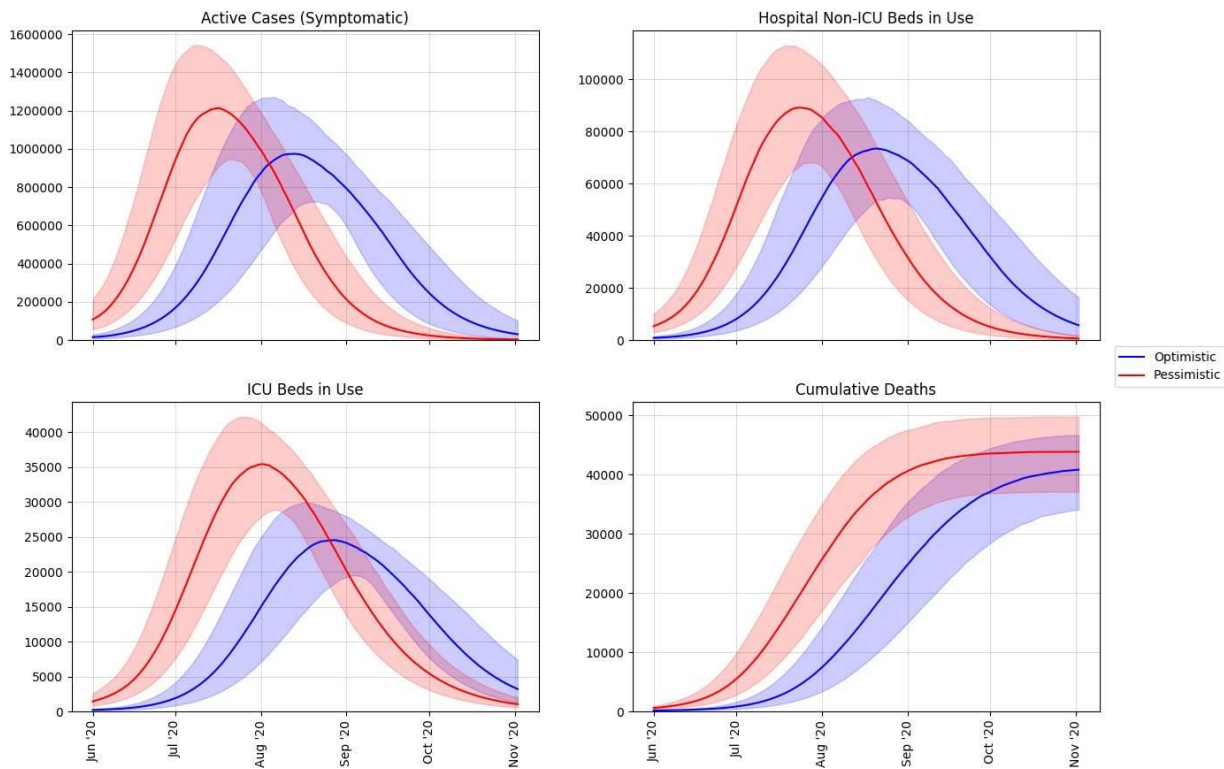 Active Cases (Symptomatic)
1600000
1400000
1200000
1000000
800000
600000
400000
200000
0
Hospital Non-ICU Beds in Use
100000
80000
60000
40000
20000
0
Optimistic
Pessimistic
ICU Beds in Use
40000
35000
30000
25000
20000
15000
10000
5000
0
Jun '20
Jul '20
Aug '20
Sep '20
Oct '20
Nov '20
Cumulative Deaths
50000
40000
30000
20000
10000
0
Jun '20
Jul '20
Aug '20
Sep '20
Oct '20
Nov '20